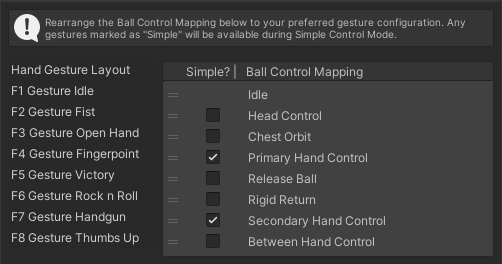 Rearrange the Ball Control Mapping below to your preferred gesture configuration. Any
gestures marked as "Simple" will be available during Simple Control Mode.
Hand Gesture Layout Simple? | Ball Control Mapping
F1 Gesture Idle Idle
F2 Gesture Fist Head Control
F3 Gesture Open Hand Chest Orbit
F4 Gesture Fingerpoint Primary Hand Control
F5 Gesture Victory Release Ball
F6 Gesture Rock n Roll Rigid Return
F7 Gesture Handgun Secondary Hand Control
F8 Gesture Thumbs Up Between Hand Control